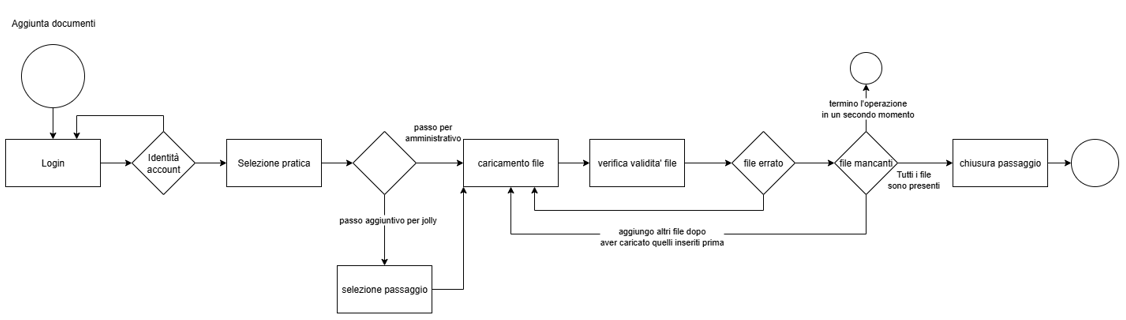 Aggiunta documenti
Login
Identità
account
Selezione pratica
passo per
amministrativo
passo aggiuntivo per jolly
selezione passaggio
caricamento file
verifica validita' file
file errato
aggiungo altri file dopo
aver caricato quelli inseriti prima
termino l'operazione
in un secondo momento
file mancanti
Tutti i file
sono presenti
chiusura passaggio